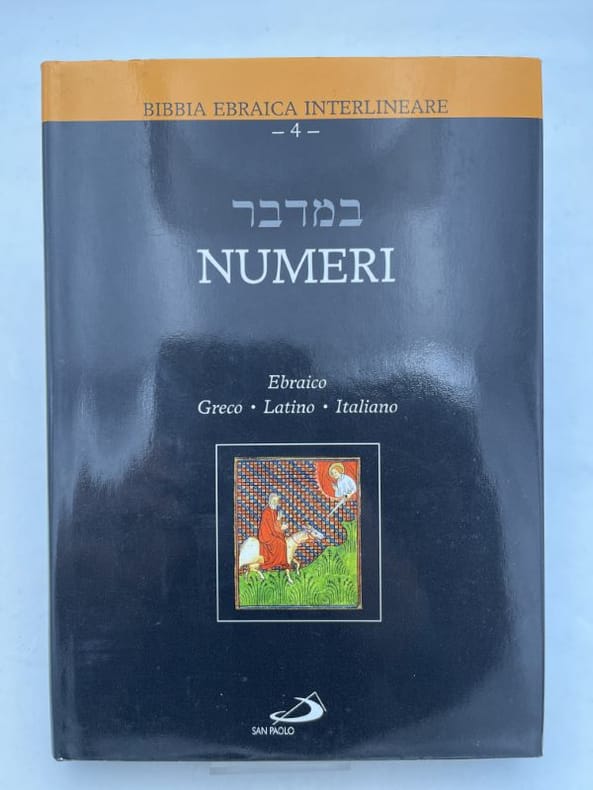 BIBBIA EBRAICA INTERLINEARE
– 4 –
במדבר
NUMERI
Ebraico
Greco • Latino • Italiano
SAN PAOLO